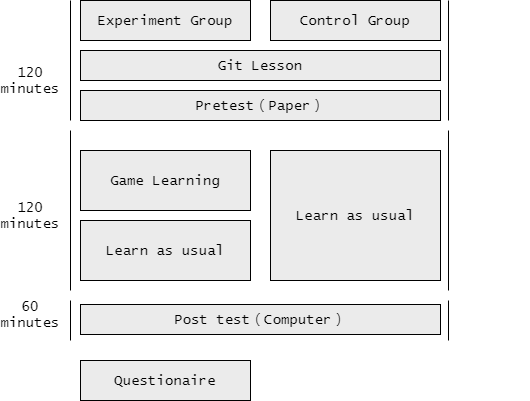 Experiment Group
Control Group
120
minutes
Git Lesson
Pretest (Paper)
120
minutes
Game Learning
Learn as usual
Learn as usual
60
minutes
Post test (Computer)
Questionaire